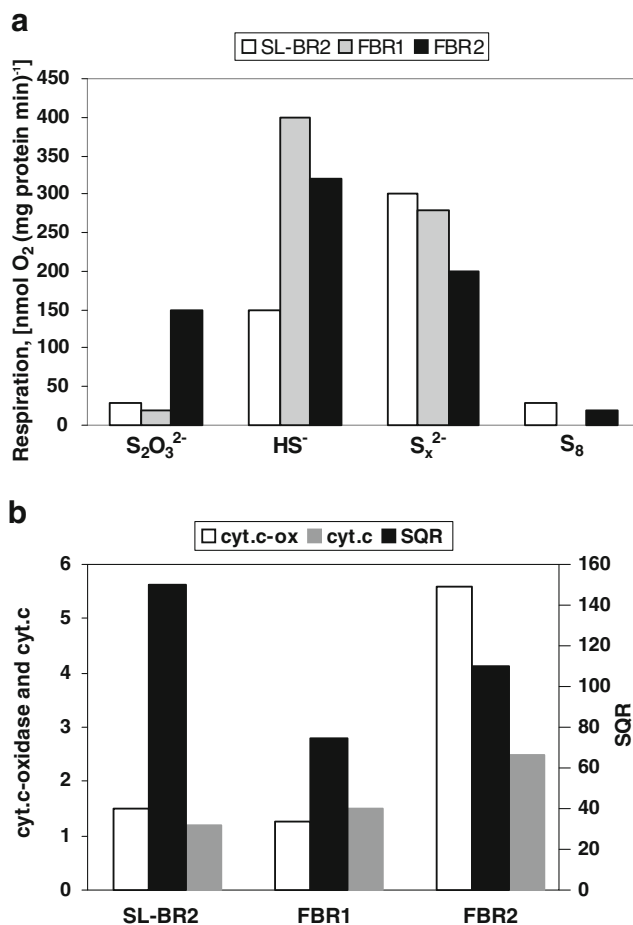 a
SL-BR2 FBR1 FBR2
Respiration, [nmol O₂ (mg protein min)⁻¹
450
400
350
300
250
200
150
100
50
0
S₂O₃²⁻ HS⁻ Sₓ²⁻ S₈
b
cyt.c-ox cyt.c SQR
cyt.c-oxidase and cyt.c
6
5
4
3
2
1
0
160
140
120
100
80
60
40
20
0
SQR
SL-BR2 FBR1 FBR2